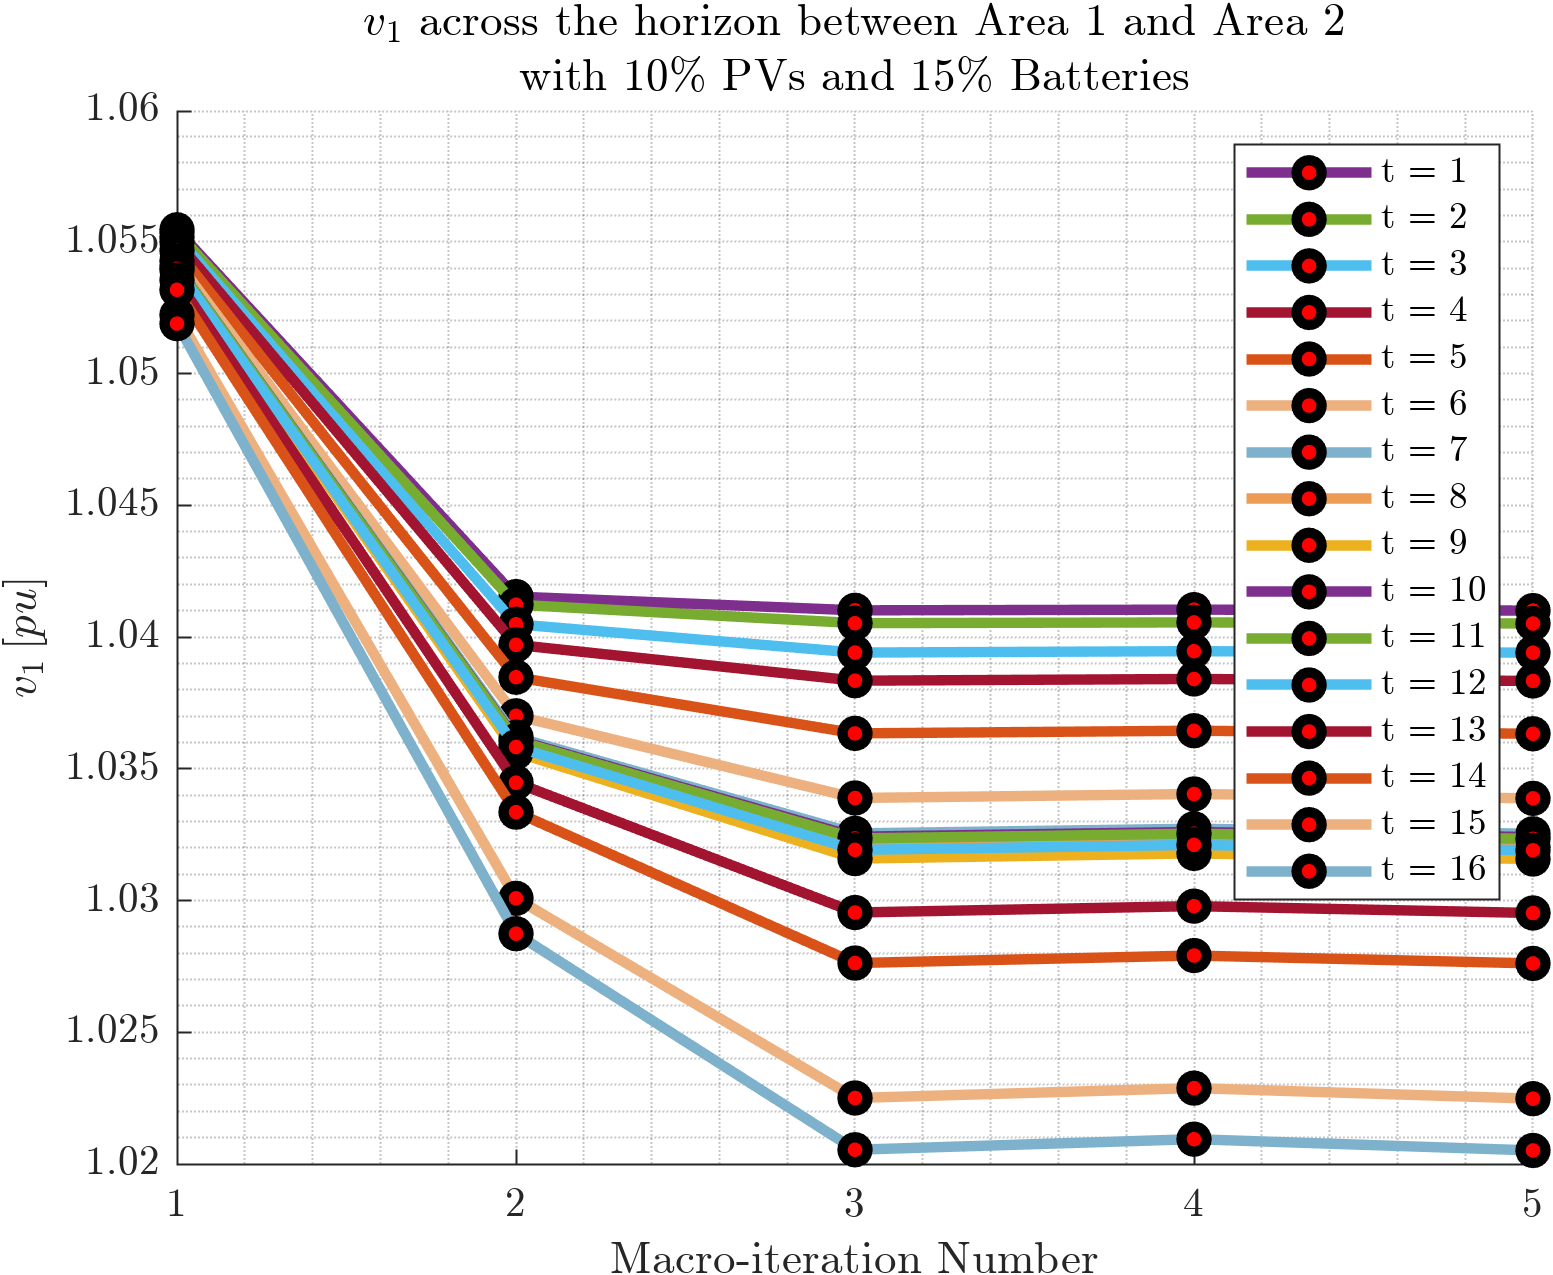 v₁ across the horizon between Area 1 and Area 2
with 10% PVs and 15% Batteries
1.06
1.055
1.05
1.045
1.04
1.035
1.03
1.025
1.02
v₁ [pu]
t = 1
t = 2
t = 3
t = 4
t = 5
t = 6
t = 7
t = 8
t = 9
t = 10
t = 11
t = 12
t = 13
t = 14
t = 15
t = 16
1 2 3 4 5
Macro-iteration Number